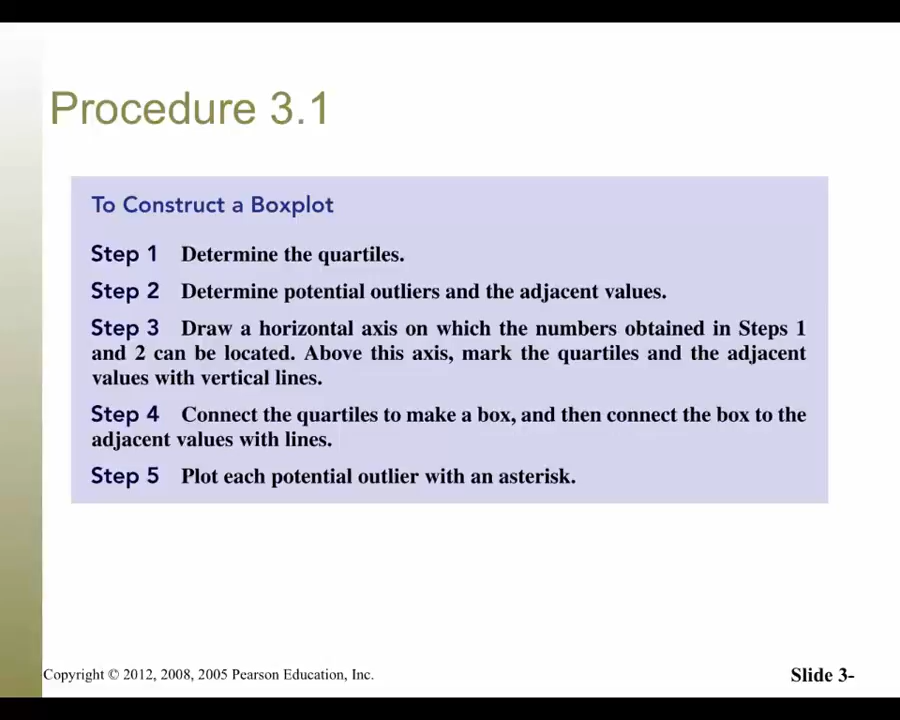 Procedure 3.1
To Construct a Boxplot
Step 1 Determine the quartiles.
Step 2 Determine potential outliers and the adjacent values.
Step 3 Draw a horizontal axis on which the numbers obtained in Steps 1
and 2 can be located. Above this axis, mark the quartiles and the adjacent
values with vertical lines.
Step 4 Connect the quartiles to make a box, and then connect the box to the
adjacent values with lines.
Step 5 Plot each potential outlier with an asterisk.
Copyright © 2012, 2008, 2005 Pearson Education, Inc.
Slide 3-